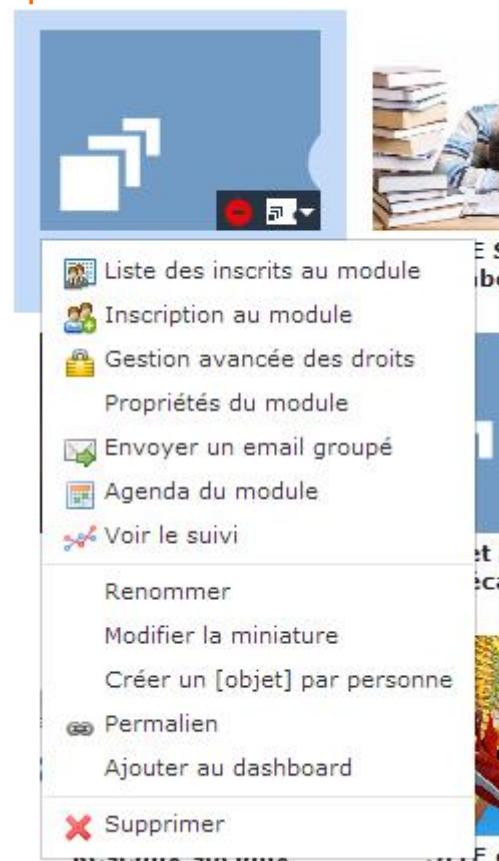 Liste des inscrits au module
Inscription au module
Gestion avancée des droits
Propriétés du module
Envoyer un email groupé
Agenda du module
Voir le suivi
Renommer
Modifier la miniature
Créer un [objet] par personne
Permalien
Ajouter au dashboard
Supprimer